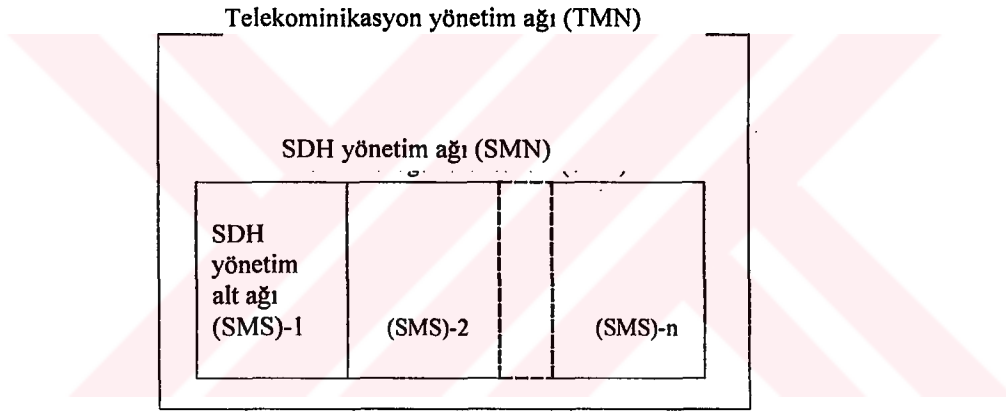 Telekominikasyon yönetim ağı (TMN)
SDH yönetim ağı (SMN)
SDH
yönetim
alt ağı
(SMS)-1
(SMS)-2
(SMS)-n